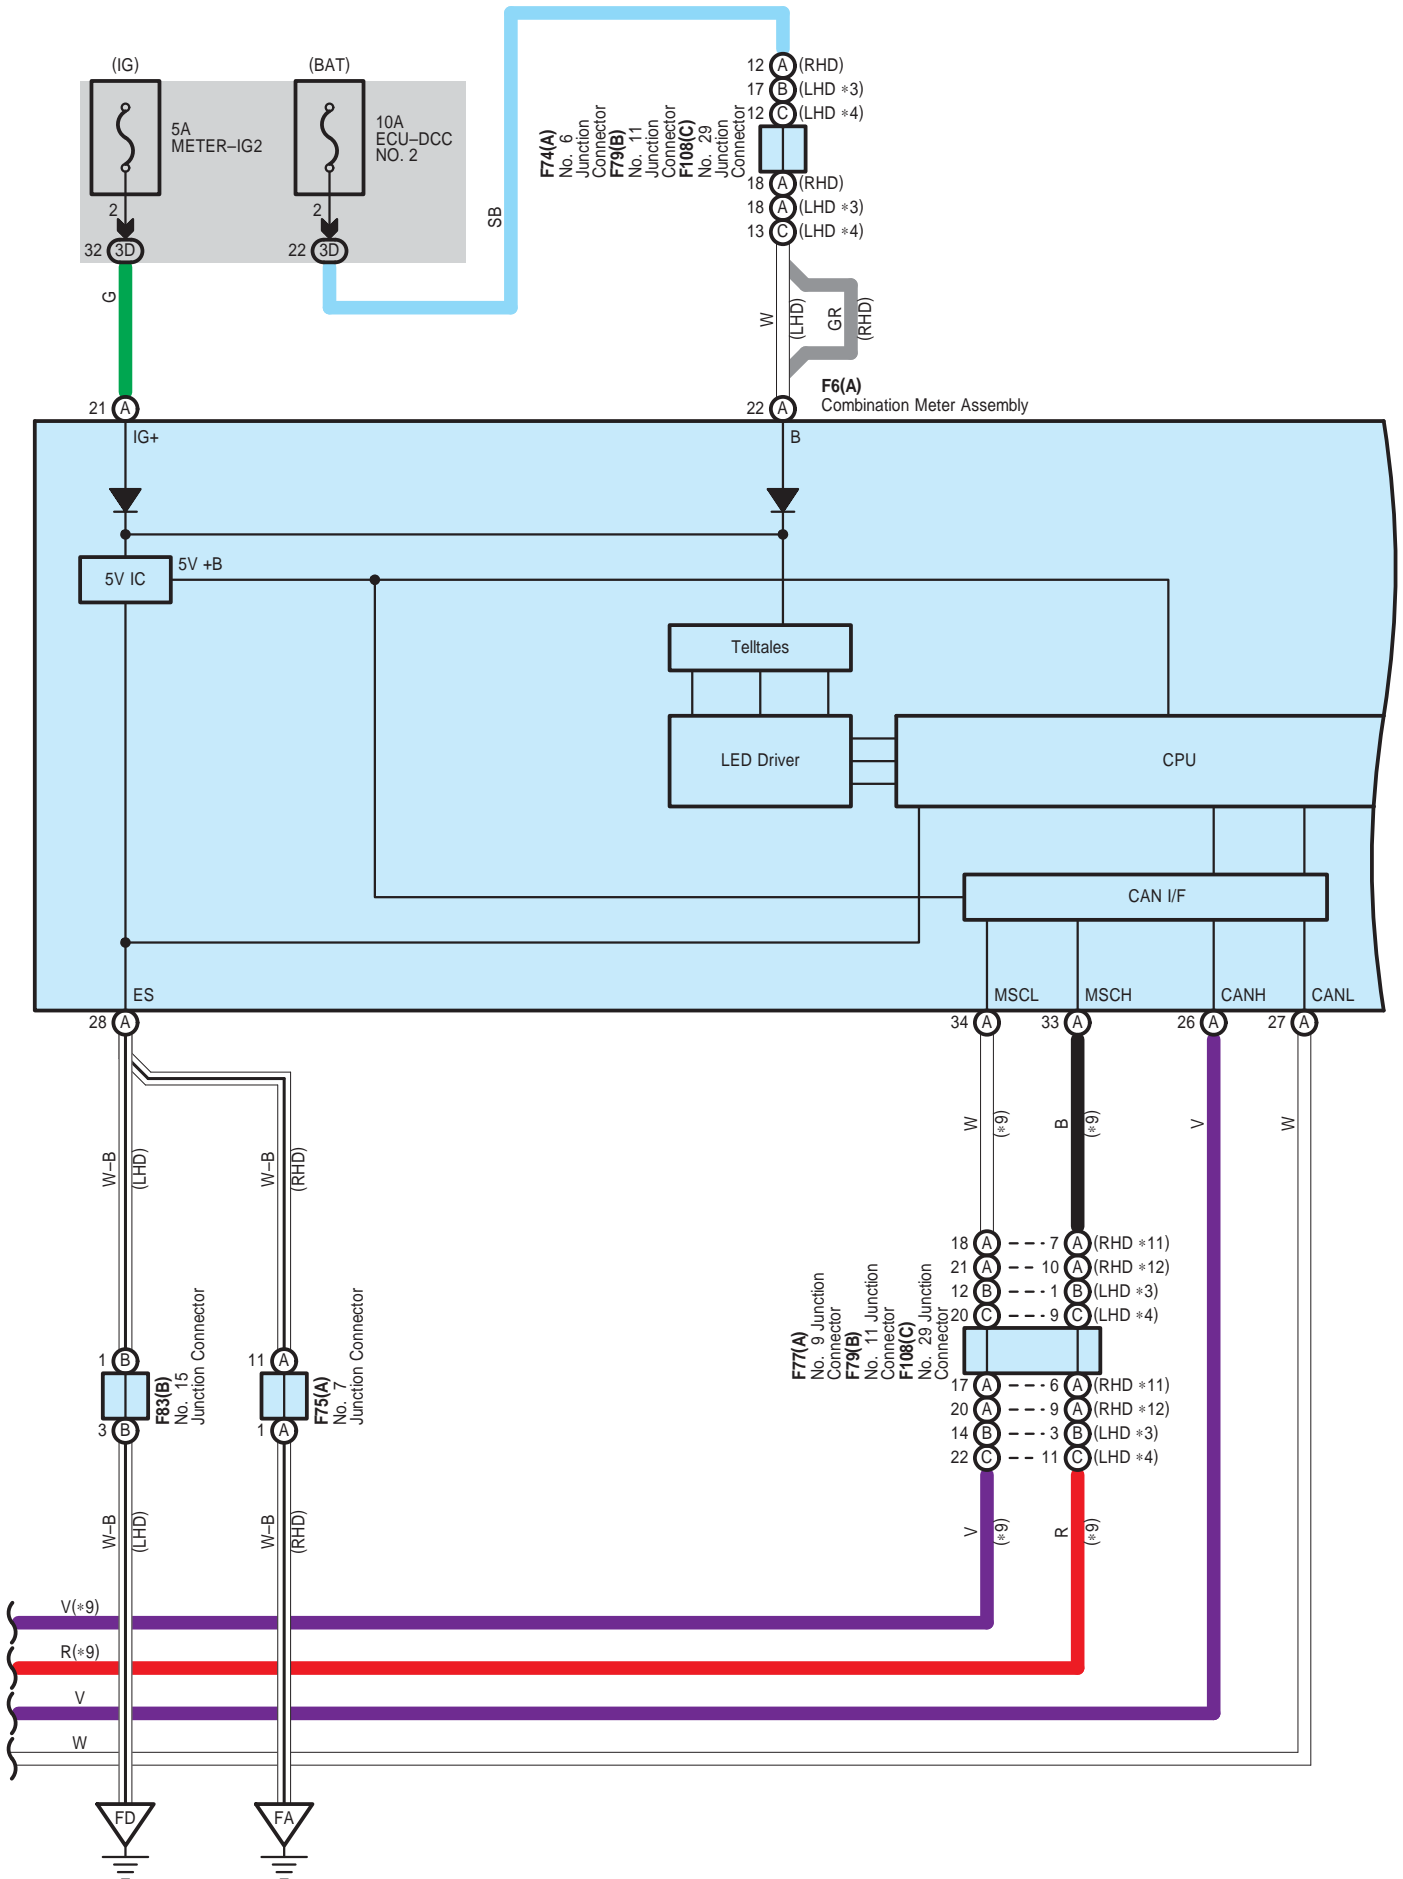 (IG)
(BAT)
5A
METER–IG2
10A
ECU–DCC
NO. 2
2
2
32 3D
22 3D
G
SB
12 A (RHD)
17 B (LHD *3)
12 C (LHD *4)
F74(A)
No. 6
Junction
Connector
F79(B)
No. 11
Junction
Connector
F108(C)
No. 29
Junction
Connector
18 A (RHD)
18 A (LHD *3)
13 C (LHD *4)
W
(LHD)
GR
(RHD)
F6(A)
Combination Meter Assembly
21 A
22 A
IG+
B
5V IC
5V +B
Telltales
LED Driver
CPU
CAN I/F
ES
MSCL
MSCH
CANH
CANL
28 A
34 A
33 A
26 A
27 A
W–B
(LHD)
W–B
(RHD)
W
(*9)
B
(*9)
V
W
18 A 7 A (RHD *11)
21 A 10 A (RHD *12)
12 B 1 B (LHD *3)
20 C 9 C (LHD *4)
F77(A)
No. 9 Junction
Connector
F79(B)
No. 11 Junction
Connector
F108(C)
No. 29 Junction
Connector
17 A 6 A (RHD *11)
20 A 9 A (RHD *12)
14 B 3 B (LHD *3)
22 C 11 C (LHD *4)
1 B
F83(B)
No. 15
Junction Connector
3 B
11 A
F75(A)
No. 7
Junction Connector
1 A
W–B
(LHD)
W–B
(RHD)
V
(*9)
R
(*9)
V(*9)
R(*9)
V
W
FD
FA